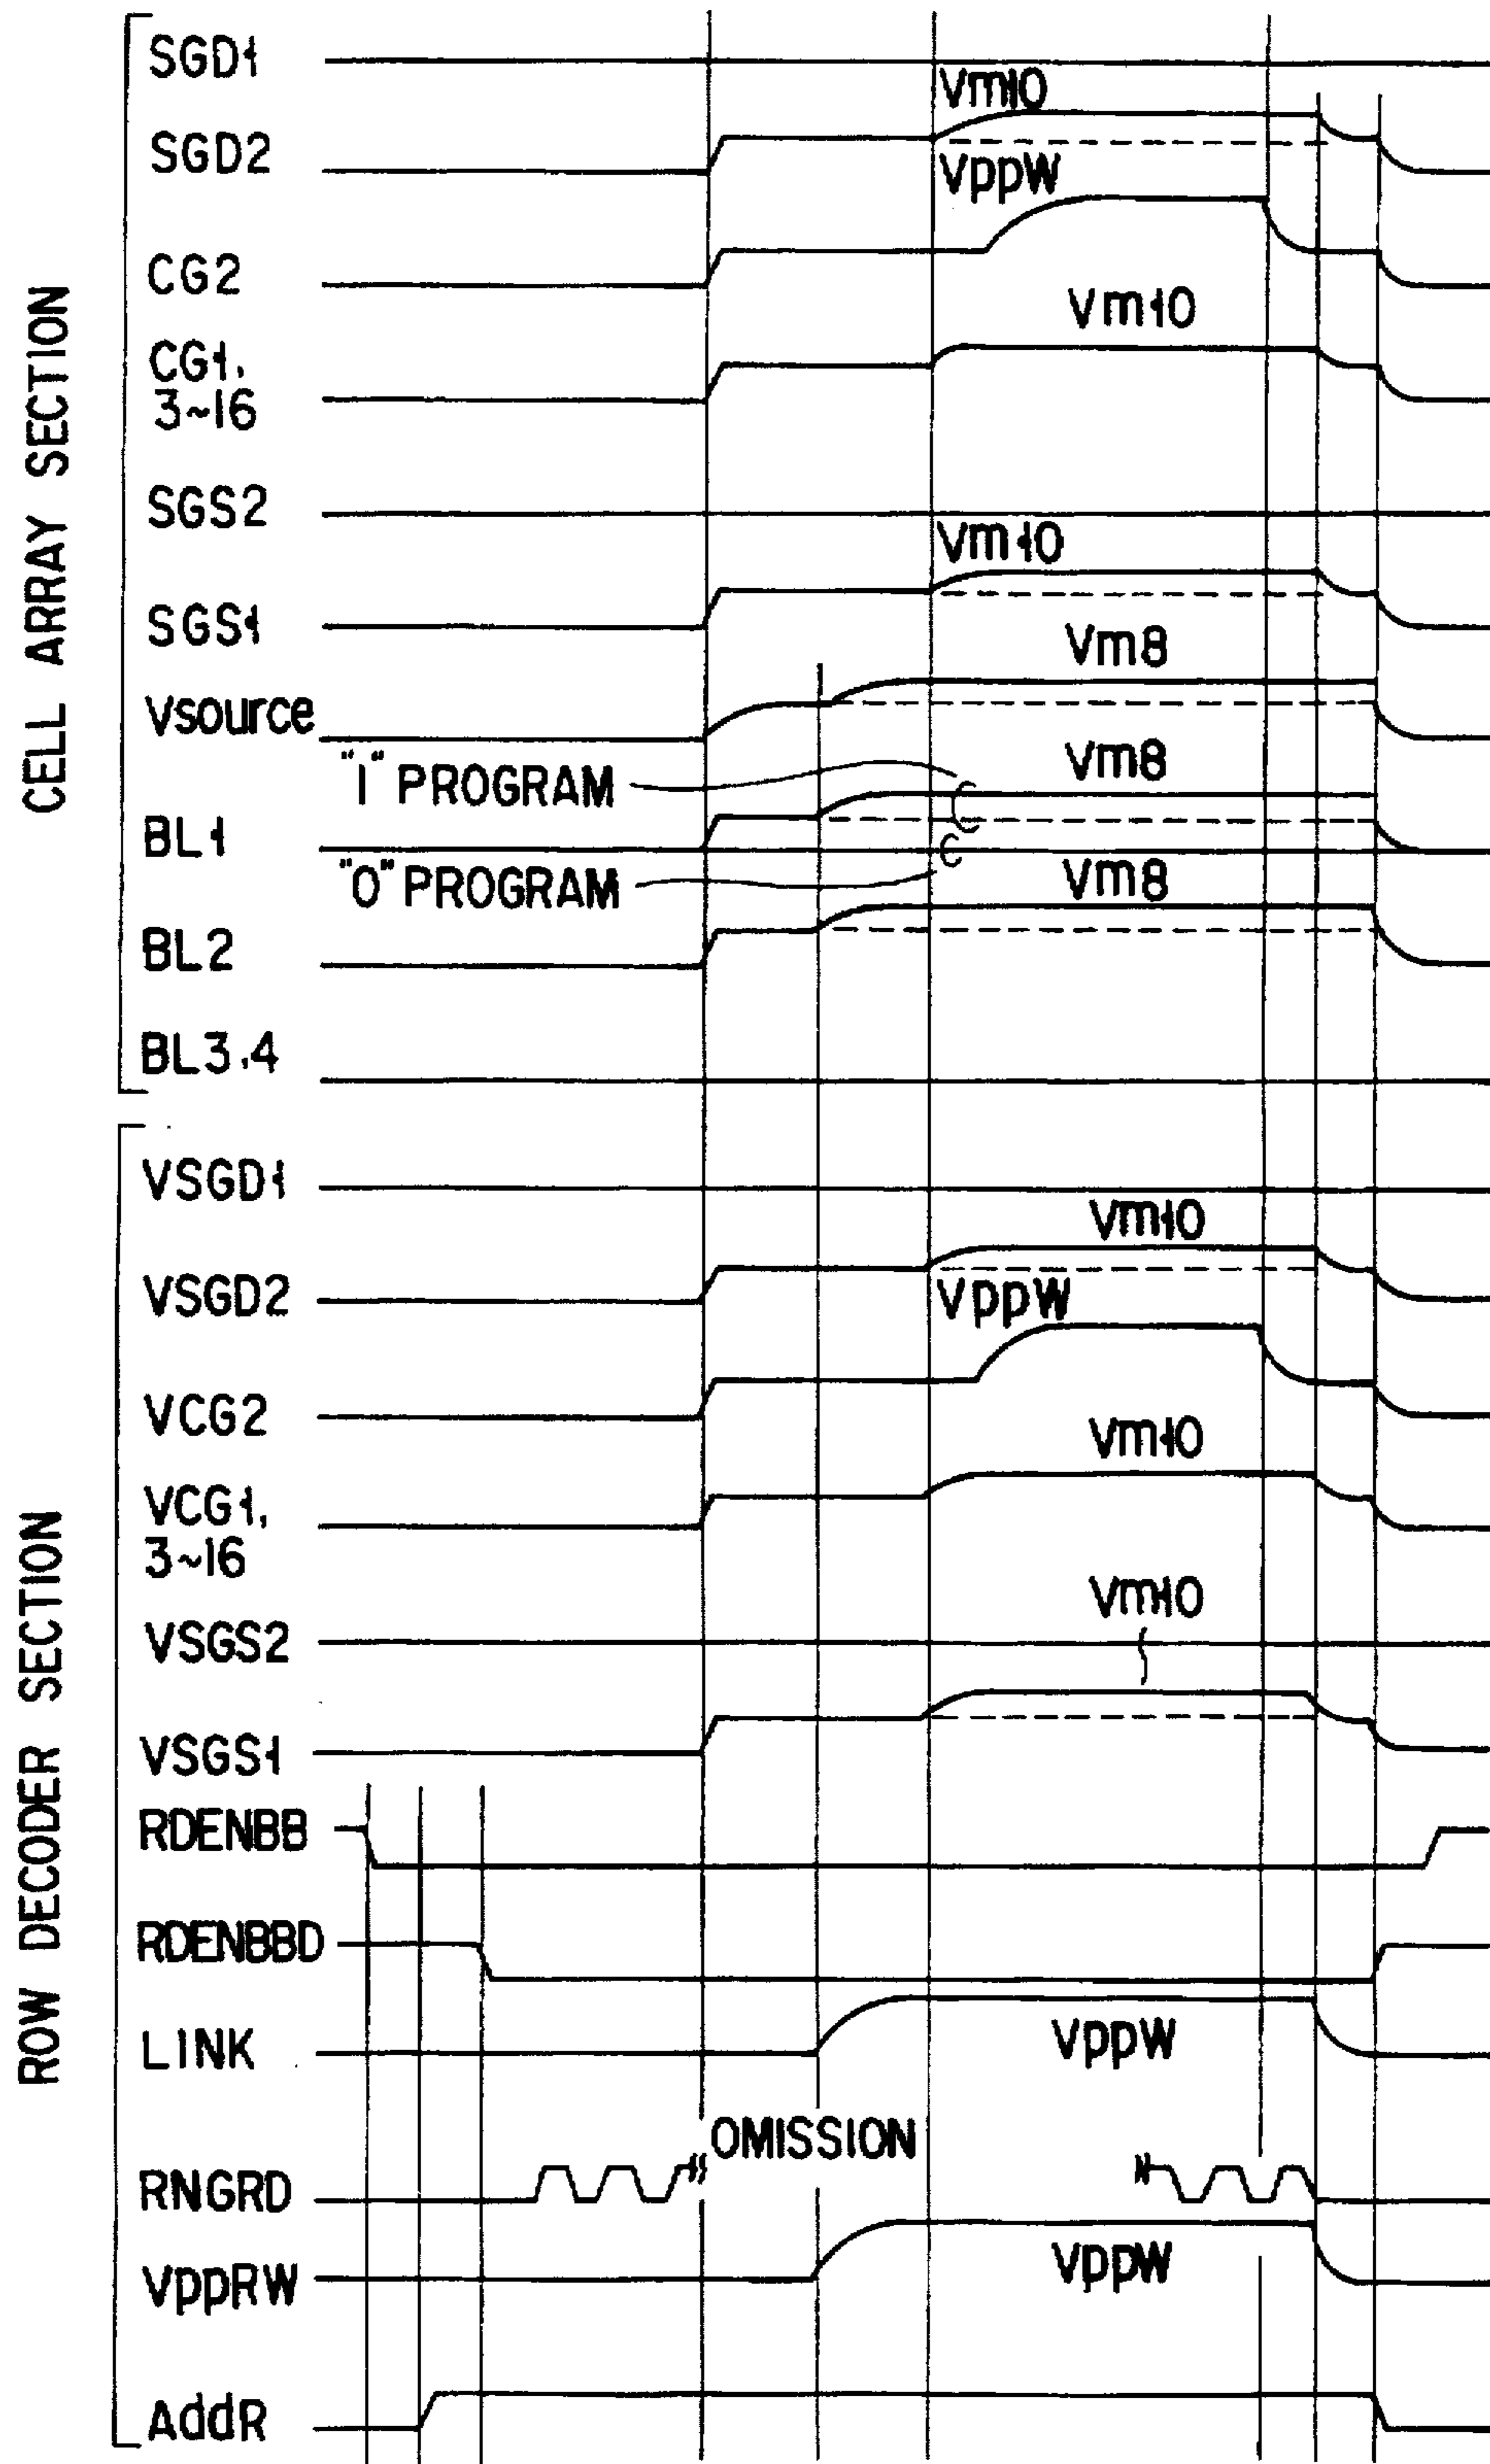 CELL ARRAY SECTION
SGD1
Vm10
SGD2
VppW
CG2
Vm10
CG1,
3~16
SGS2
Vm10
SGS1
Vm8
Vsource
"1" PROGRAM
Vm8
BL1
"0" PROGRAM
Vm8
BL2
BL3,4
ROW DECODER SECTION
VSGD1
Vm10
VSGD2
VppW
VCG2
Vm10
VCG1,
3~16
Vm10
VSGS2
VSGS1
RDENBB
RDENBBD
LINK
VppW
OMISSION
RNGRD
VppRW
VppW
AddR